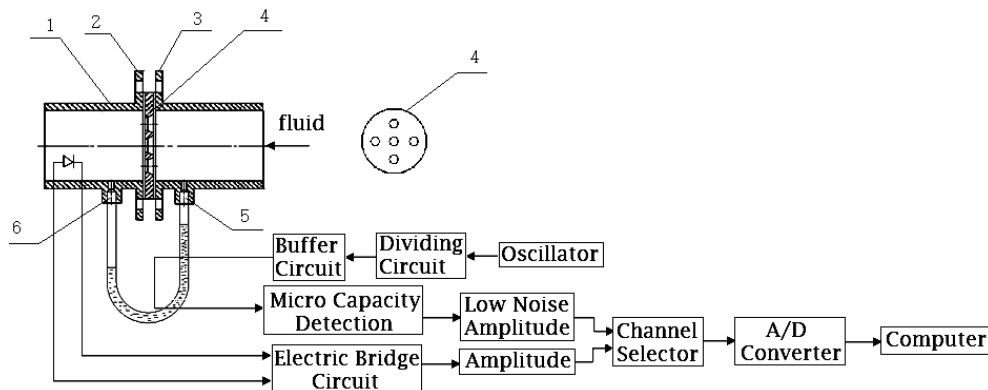 1
2
3
4
4
fluid
6
5
Buffer
Circuit
Dividing
Circuit
Oscillator
Micro Capacity
Detection
Low Noise
Amplitude
Channel
Selector
A/D
Converter
Computer
Electric Bridge
Circuit
Amplitude